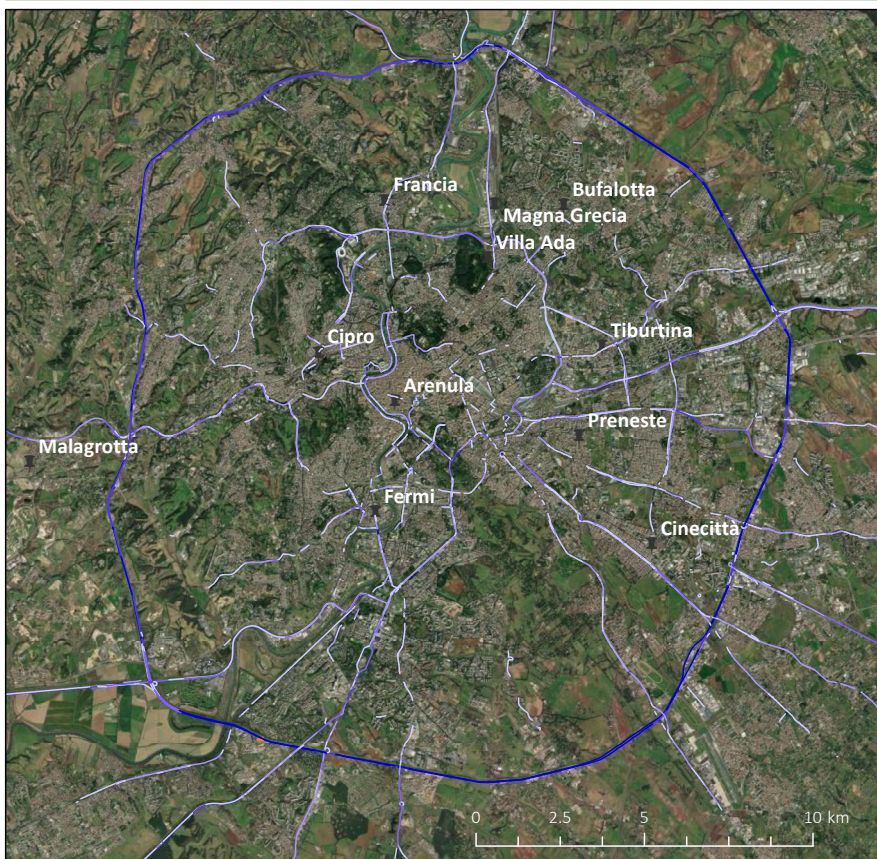 Francia
Bufalotta
Magna Grecia
Villa Ada
Tiburtina
Cipro
Arenula
Preneste
Malagrotta
Fermi
Cinecittà
0 2.5 5 10 km